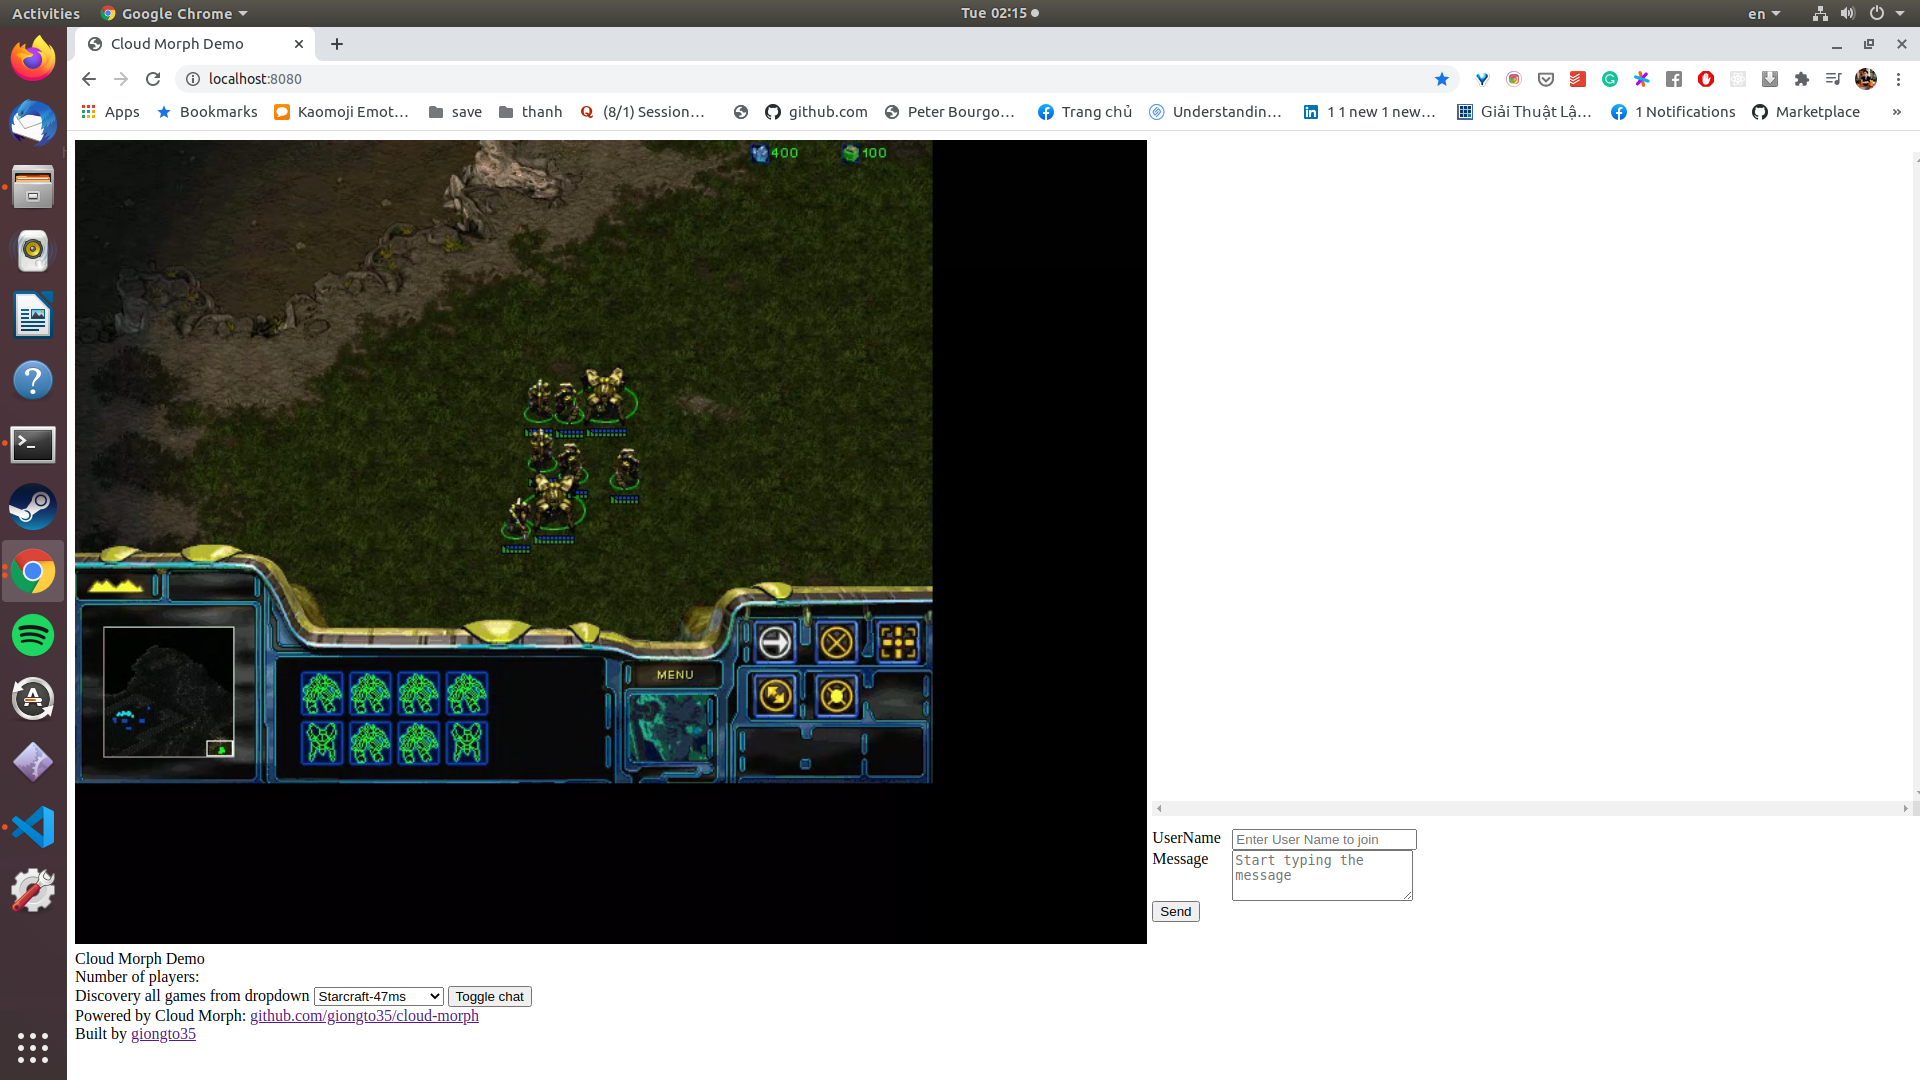 Activities Google Chrome Tue 02:15 en
Cloud Morph Demo
localhost:8080
Apps Bookmarks Kaomoji Emot… save thanh (8/1) Session… github.com Peter Bourgo… Trang chủ Understandin… 1 1 new 1 new… Giải Thuật Lậ… 1 Notifications Marketplace »
400 100
MENU
UserName Enter User Name to join
Message Start typing the
message
Send
Cloud Morph Demo
Number of players:
Discovery all games from dropdown Starcraft-47ms Toggle chat
Powered by Cloud Morph: github.com/giongto35/cloud-morph
Built by giongto35